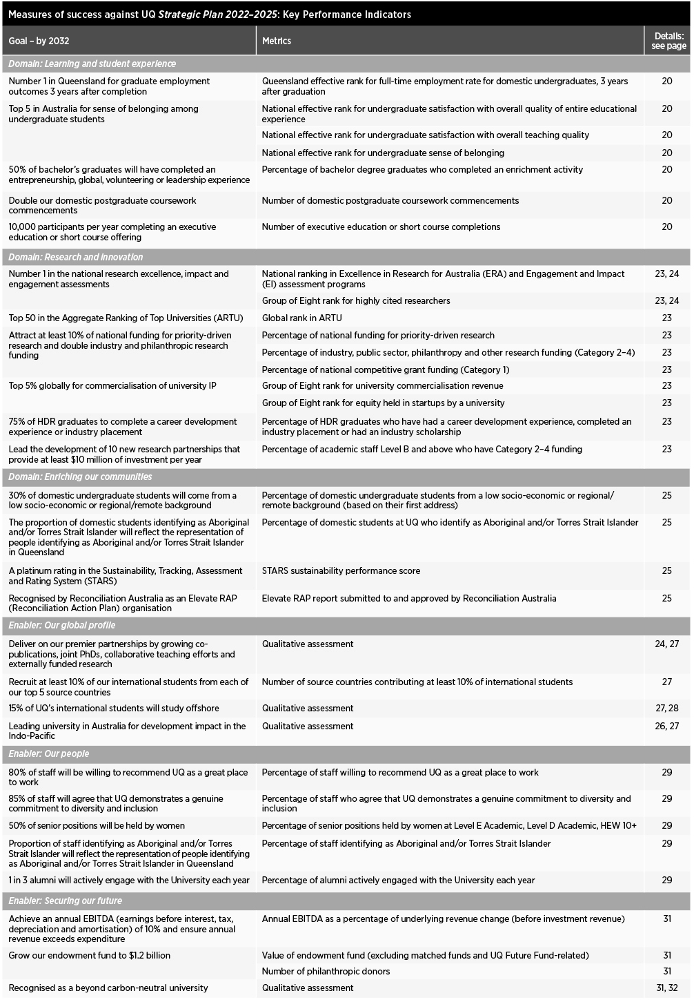 Measures of success against UQ Strategic Plan 2022–2025: Key Performance Indicators
Goal – by 2032
Metrics
Details:
see page
Domain: Learning and student experience
Number 1 in Queensland for graduate employment
outcomes 3 years after completion
Queensland effective rank for full-time employment rate for domestic undergraduates, 3 years
after graduation
20
Top 5 in Australia for sense of belonging among
undergraduate students
National effective rank for undergraduate satisfaction with overall quality of entire educational
experience
20
National effective rank for undergraduate satisfaction with overall teaching quality
20
National effective rank for undergraduate sense of belonging
20
50% of bachelor's graduates will have completed an
entrepreneurship, global, volunteering or leadership experience
Percentage of bachelor degree graduates who completed an enrichment activity
20
Double our domestic postgraduate coursework
commencements
Number of domestic postgraduate coursework commencements
20
10,000 participants per year completing an executive
education or short course offering
Number of executive education or short course completions
20
Domain: Research and innovation
Number 1 in the national research excellence, impact and
engagement assessments
National ranking in Excellence in Research for Australia (ERA) and Engagement and Impact
(EI) assessment programs
23, 24
Group of Eight rank for highly cited researchers
23, 24
Top 50 in the Aggregate Ranking of Top Universities (ARTU)
Global rank in ARTU
23
Attract at least 10% of national funding for priority-driven
research and double industry and philanthropic research
funding
Percentage of national funding for priority-driven research
23
Percentage of industry, public sector, philanthropy and other research funding (Category 2–4)
23
Percentage of national competitive grant funding (Category 1)
23
Top 5% globally for commercialisation of university IP
Group of Eight rank for university commercialisation revenue
23
Group of Eight rank for equity held in startups by a university
23
75% of HDR graduates to complete a career development
experience or industry placement
Percentage of HDR graduates who have had a career development experience, completed an
industry placement or had an industry scholarship
23
Lead the development of 10 new research partnerships that
provide at least $10 million of investment per year
Percentage of academic staff Level B and above who have Category 2–4 funding
23
Domain: Enriching our communities
30% of domestic undergraduate students will come from a
low socio-economic or regional/remote background
Percentage of domestic undergraduate students from a low socio-economic or regional/
remote background (based on their first address)
25
The proportion of domestic students identifying as Aboriginal
and/or Torres Strait Islander will reflect the representation of
people identifying as Aboriginal and/or Torres Strait Islander
in Queensland
Percentage of domestic students at UQ who identify as Aboriginal and/or Torres Strait Islander
25
A platinum rating in the Sustainability, Tracking, Assessment
and Rating System (STARS)
STARS sustainability performance score
25
Recognised by Reconciliation Australia as an Elevate RAP
(Reconciliation Action Plan) organisation
Elevate RAP report submitted to and approved by Reconciliation Australia
25
Enabler: Our global profile
Deliver on our premier partnerships by growing co-
publications, joint PhDs, collaborative teaching efforts and
externally funded research
Qualitative assessment
24, 27
Recruit at least 10% of our international students from each of
our top 5 source countries
Number of source countries contributing at least 10% of international students
27
15% of UQ's international students will study offshore
Qualitative assessment
27, 28
Leading university in Australia for development impact in the
Indo-Pacific
Qualitative assessment
26, 27
Enabler: Our people
80% of staff will be willing to recommend UQ as a great place
to work
Percentage of staff willing to recommend UQ as a great place to work
29
85% of staff will agree that UQ demonstrates a genuine
commitment to diversity and inclusion
Percentage of staff who agree that UQ demonstrates a genuine commitment to diversity and
inclusion
29
50% of senior positions will be held by women
Percentage of senior positions held by women at Level E Academic, Level D Academic, HEW 10+
29
Proportion of staff identifying as Aboriginal and/or Torres
Strait Islander will reflect the representation of people identifying
as Aboriginal and/or Torres Strait Islander in Queensland
Percentage of staff identifying as Aboriginal and/or Torres Strait Islander
29
1 in 3 alumni will actively engage with the University each year
Percentage of alumni actively engaged with the University each year
29
Enabler: Securing our future
Achieve an annual EBITDA (earnings before interest, tax,
depreciation and amortisation) of 10% and ensure annual
revenue exceeds expenditure
Annual EBITDA as a percentage of underlying revenue change (before investment revenue)
31
Grow our endowment fund to $1.2 billion
Value of endowment fund (excluding matched funds and UQ Future Fund-related)
31
Number of philanthropic donors
31
Recognised as a beyond carbon-neutral university
Qualitative assessment
31, 32